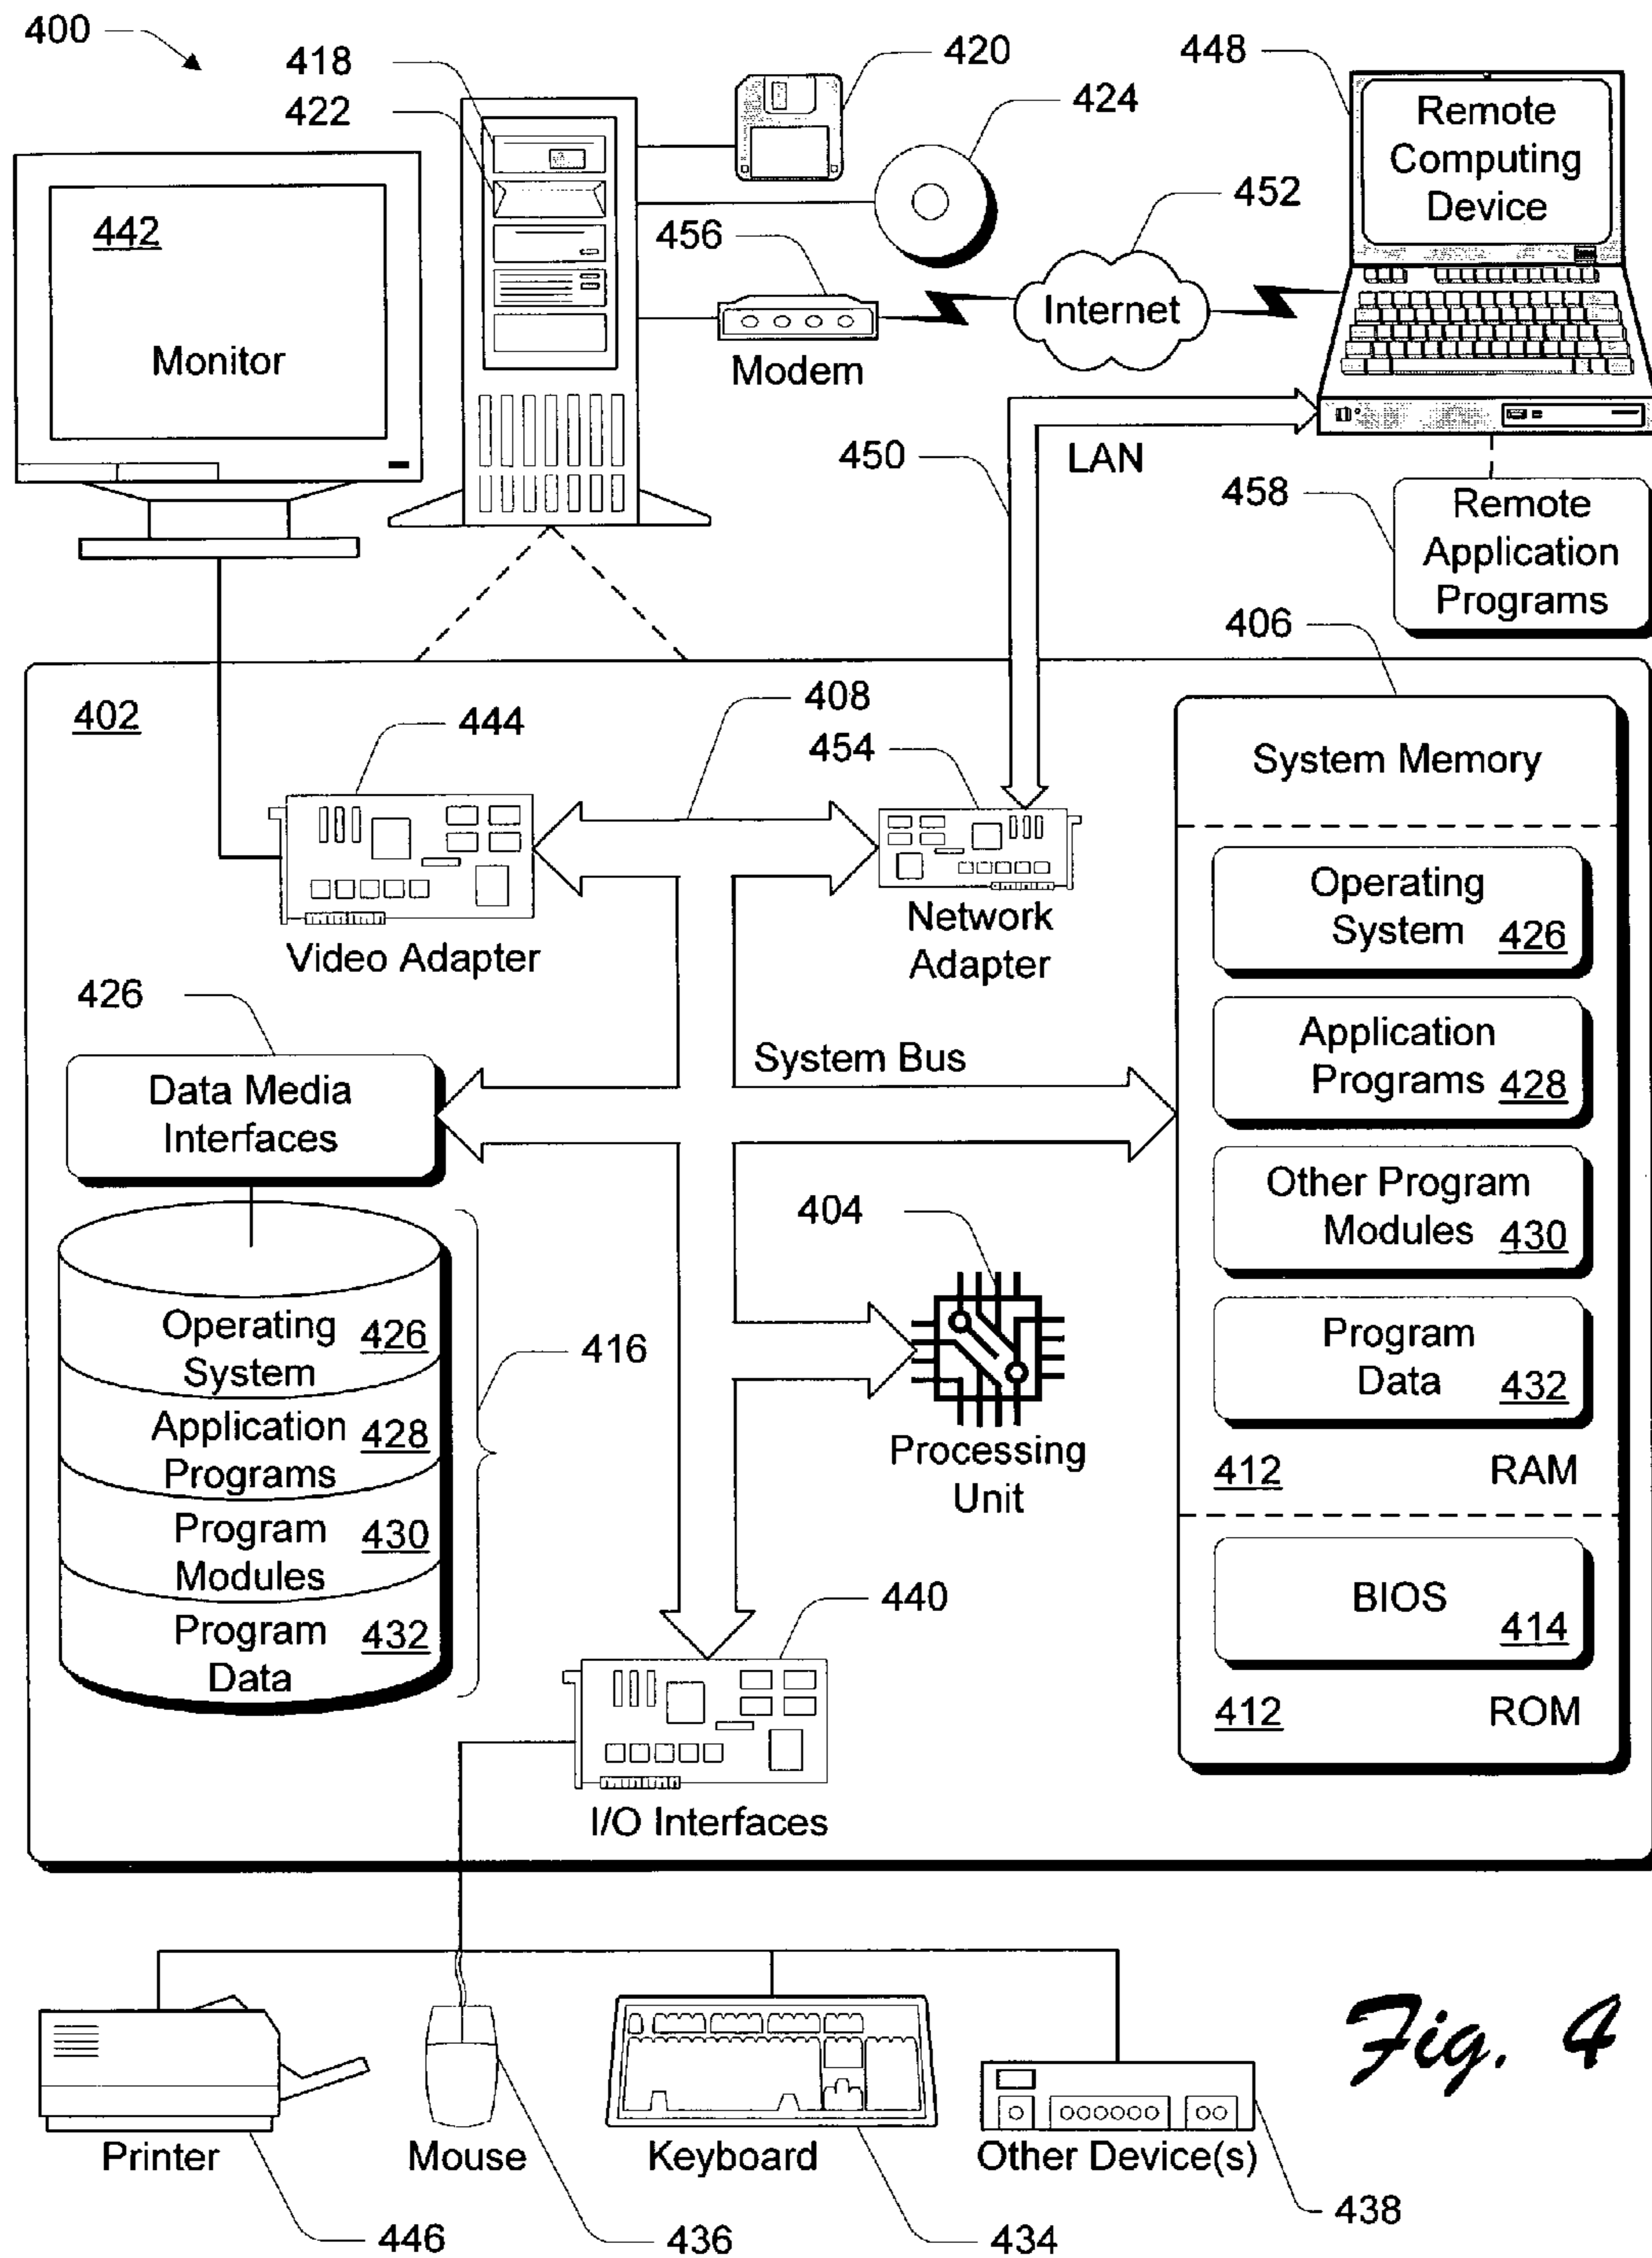 400
418
422
420
424
448
Remote
Computing
Device
442
Monitor
456
Modem
452
Internet
450
LAN
458
Remote
Application
Programs
402
444
Video Adapter
408
454
Network
Adapter
406
System Memory
Operating
System 426
Application
Programs 428
Other Program
Modules 430
Program
Data 432
412 RAM
BIOS
414
412 ROM
426
Data Media
Interfaces
System Bus
Operating
System 426
Application
Programs 428
Program
Modules 430
Program
Data 432
416
404
Processing
Unit
440
I/O Interfaces
Printer
446
Mouse
436
Keyboard
434
Other Device(s)
438
Fig. 4